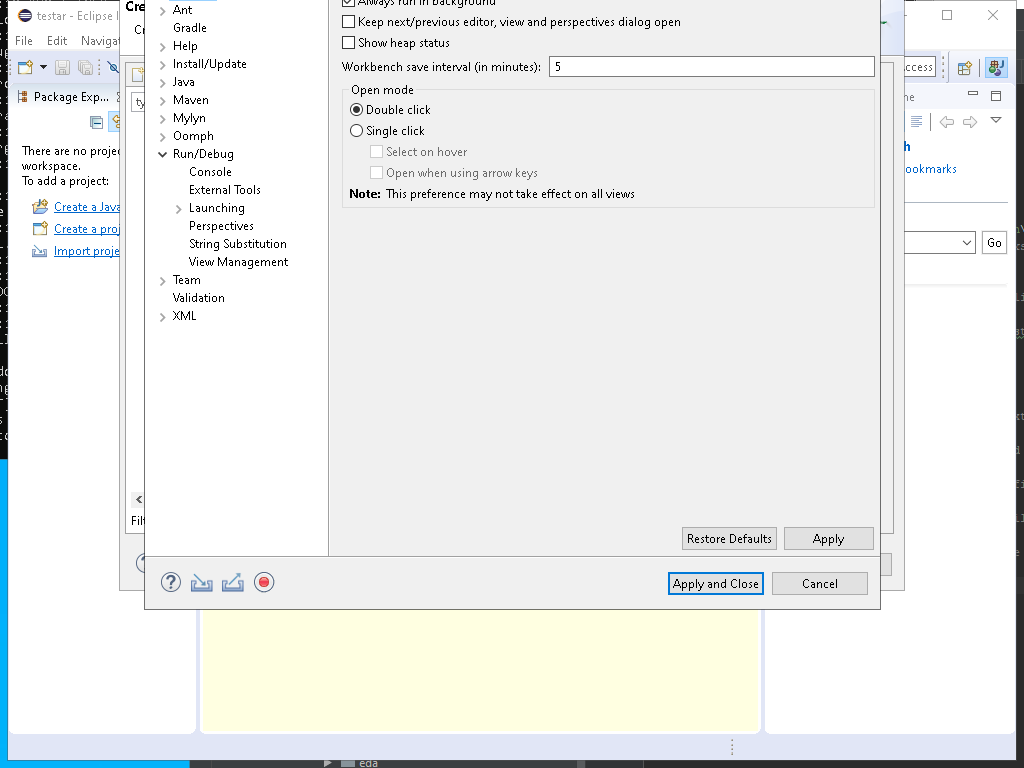 testar - Eclipse I
File Edit Naviga
Package Exp...
There are no projec
workspace.
To add a project:
Create a Java
Create a proj
Import proje
Cre
Cr
ty
Filt
Ant
Gradle
Help
Install/Update
Java
Maven
Mylyn
Oomph
Run/Debug
Console
External Tools
Launching
Perspectives
String Substitution
View Management
Team
Validation
XML
Always run in background
Keep next/previous editor, view and perspectives dialog open
Show heap status
Workbench save interval (in minutes): 5
Open mode
Double click
Single click
Select on hover
Open when using arrow keys
Note: This preference may not take effect on all views
Restore Defaults Apply
Apply and Close Cancel
ccess
ne
h
ookmarks
Go
eda